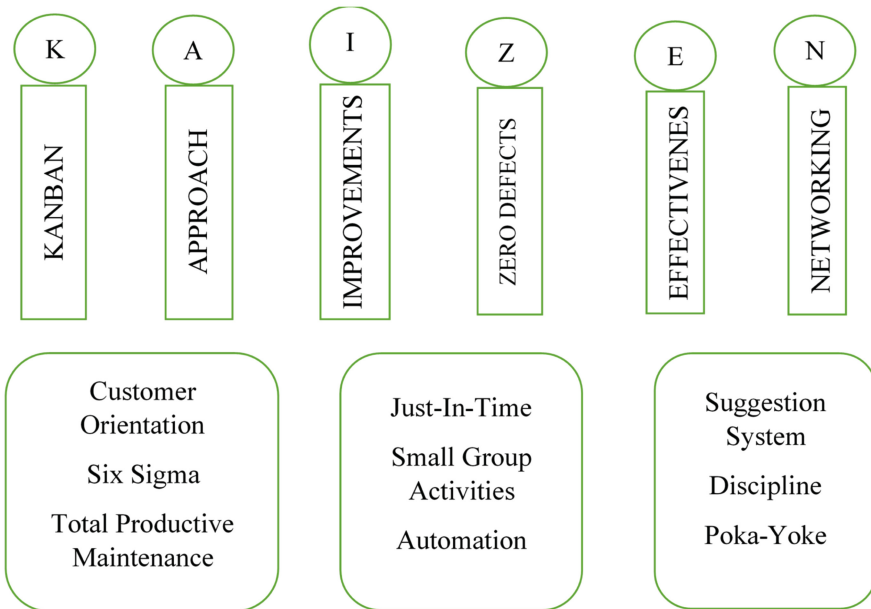 K
A
I
Z
E
N
KANBAN
APPROACH
IMPROVEMENTS
ZERO DEFECTS
EFFECTIVENES
NETWORKING
Customer
Orientation
Six Sigma
Total Productive
Maintenance
Just-In-Time
Small Group
Activities
Automation
Suggestion
System
Discipline
Poka-Yoke